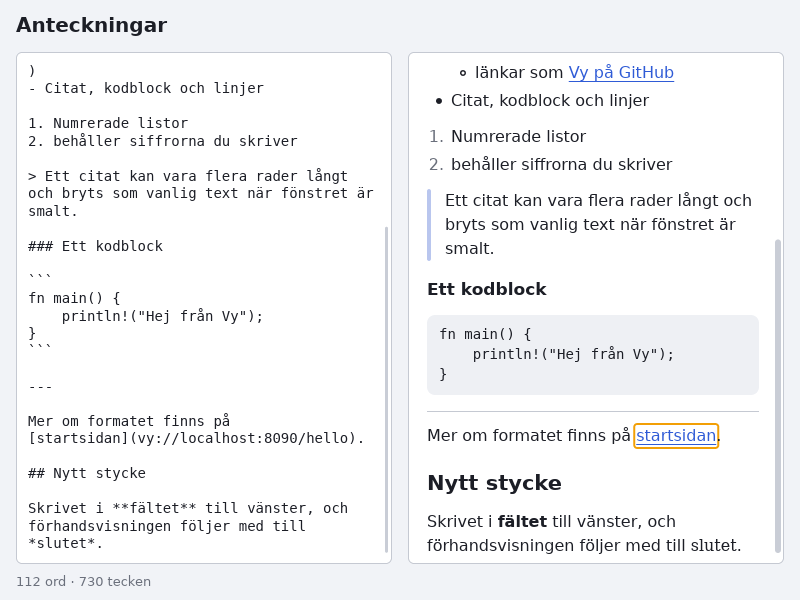 Anteckningar
)
- Citat, kodblock och linjer
1. Numrerade listor
2. behåller siffrorna du skriver
> Ett citat kan vara flera rader långt
och bryts som vanlig text när fönstret är
smalt.
### Ett kodblock
```
fn main() {
    println!("Hej från Vy");
}
```
---
Mer om formatet finns på
[startsidan](vy://localhost:8090/hello).
## Nytt stycke
Skrivet i **fältet** till vänster, och
förhandsvisningen följer med till
*slutet*.
länkar som Vy på GitHub
Citat, kodblock och linjer
1. Numrerade listor
2. behåller siffrorna du skriver
Ett citat kan vara flera rader långt och
bryts som vanlig text när fönstret är
smalt.
Ett kodblock
fn main() {
    println!("Hej från Vy");
}
Mer om formatet finns på startsidan.
Nytt stycke
Skrivet i fältet till vänster, och
förhandsvisningen följer med till slutet.
112 ord · 730 tecken